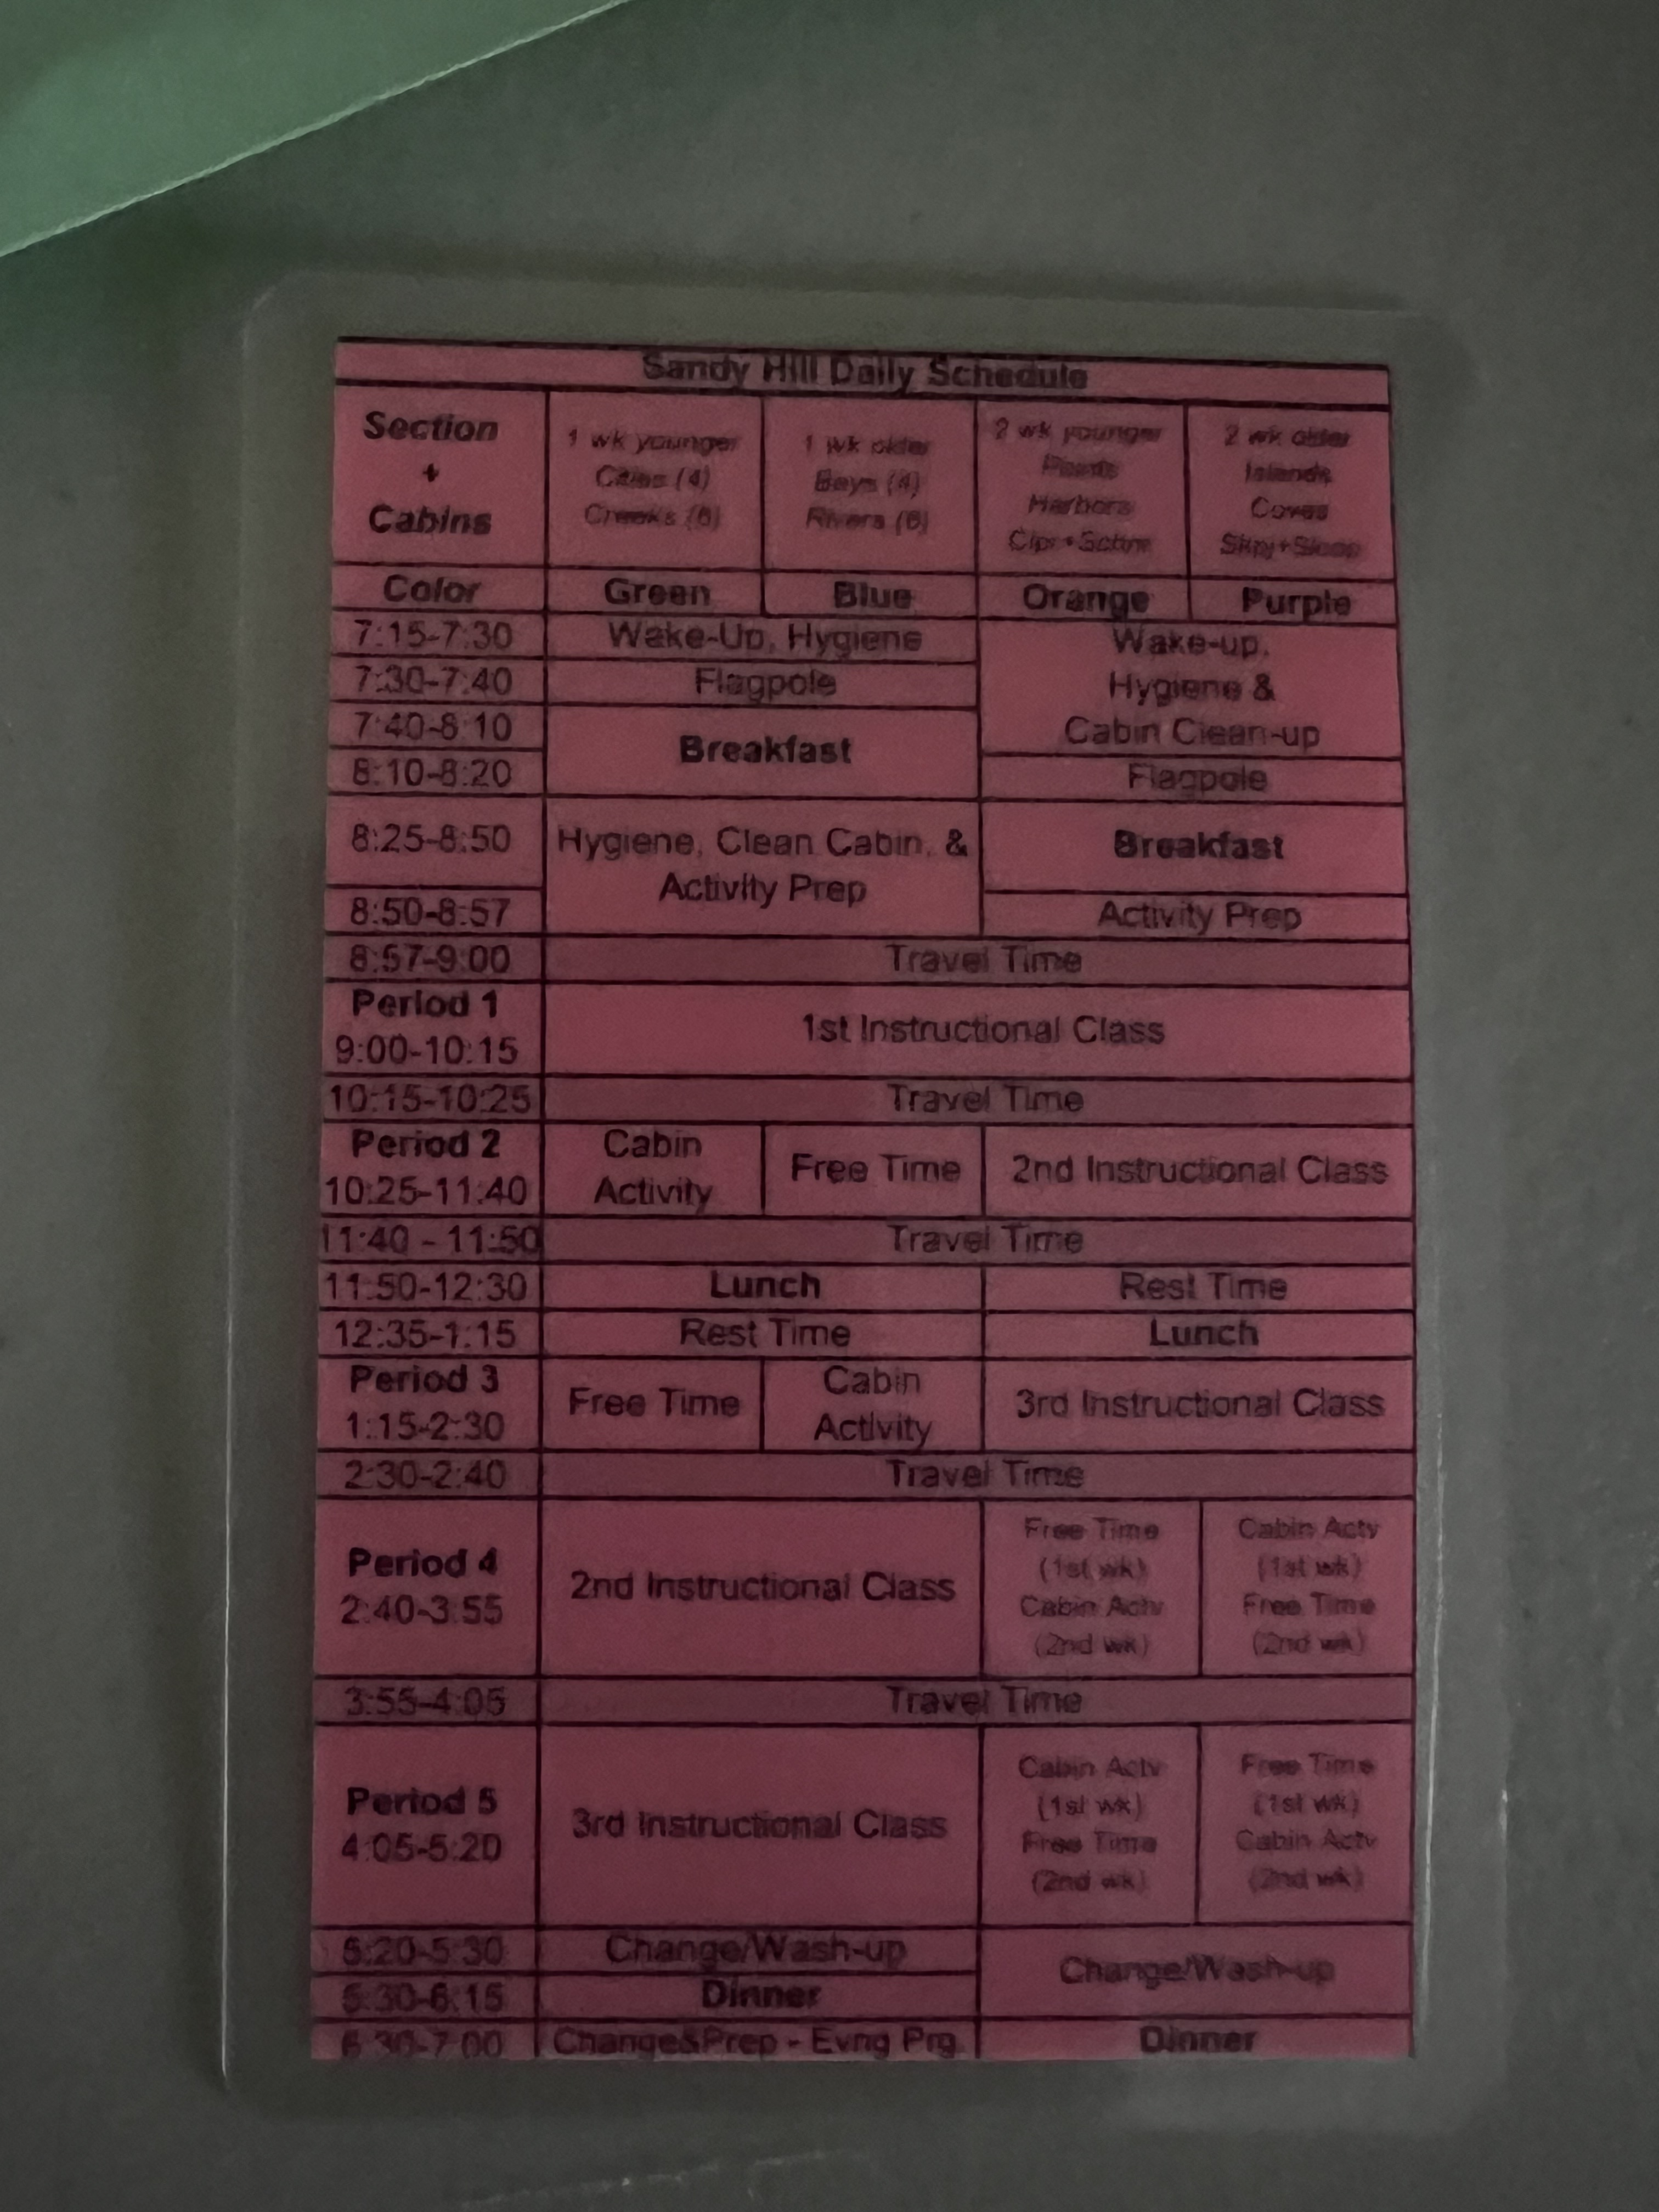 Sandy Hill Daily Schedule
Section
+
Cabins
1 wk younger
(4)
Creeks (6)
1 wk older
Bays (4)
Rivers (6)
2 wk younger
Harbors
2 wk older
Islands
Coves
Color
Green
Blue
Orange
Purple
7:15-7:30
Wake-Up, Hygiene
Wake-up,
Hygiene &
Cabin Clean-up
7:30-7:40
Flagpole
7:40-8:10
Breakfast
8:10-8:20
Flagpole
8:25-8:50
Hygiene, Clean Cabin, &
Activity Prep
Breakfast
8:50-8:57
Activity Prep
8:57-9:00
Travel Time
Period 1
9:00-10:15
1st Instructional Class
10:15-10:25
Travel Time
Period 2
10:25-11:40
Cabin
Activity
Free Time
2nd Instructional Class
11:40 - 11:50
Travel Time
11:50-12:30
Lunch
Rest Time
12:35-1:15
Rest Time
Lunch
Period 3
1:15-2:30
Free Time
Cabin
Activity
3rd Instructional Class
2:30-2:40
Travel Time
Period 4
2:40-3:55
2nd Instructional Class
Free Time
(1st wk)
Cabin Actv
(2nd wk)
Cabin Actv
(1st wk)
Free Time
(2nd wk)
3:55-4:05
Travel Time
Period 5
4:05-5:20
3rd Instructional Class
Cabin Actv
(1st wk)
Free Time
(2nd wk)
Free Time
(1st wk)
Cabin Actv
(2nd wk)
5:20-5:30
Change/Wash-up
Change/Wash-up
5:30-6:15
Dinner
6:30-7:00
Change&Prep - Evng Prg
Dinner